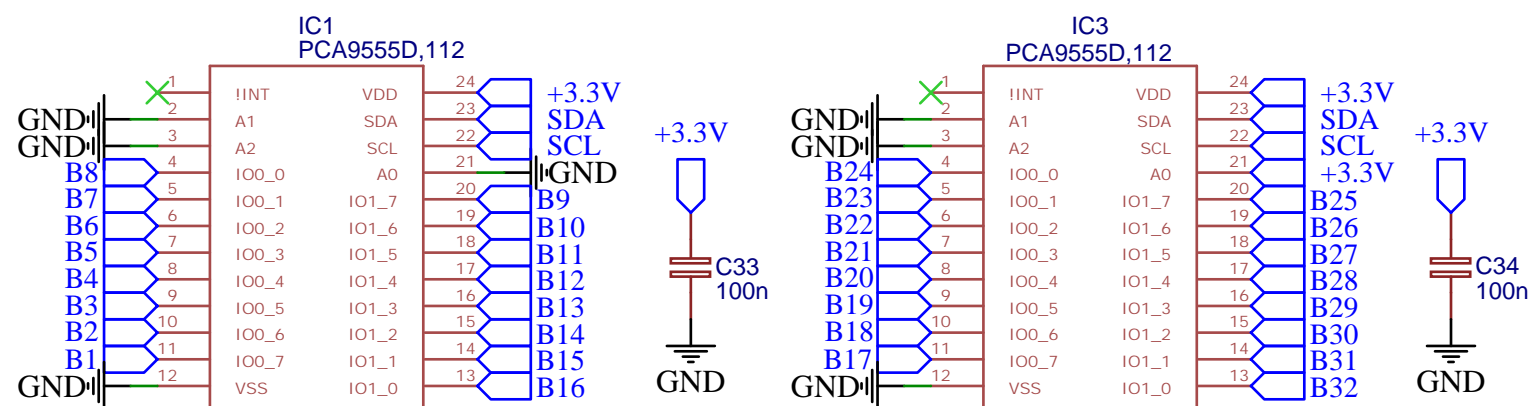 IC1
PCA9555D,112
1 !INT VDD 24 +3.3V
GND 2 A1 SDA 23 SDA
GND 3 A2 SCL 22 SCL
B8 4 IO0_0 A0 21 GND
B7 5 IO0_1 IO1_7 20 B9
B6 6 IO0_2 IO1_6 19 B10
B5 7 IO0_3 IO1_5 18 B11
B4 8 IO0_4 IO1_4 17 B12
B3 9 IO0_5 IO1_3 16 B13
B2 10 IO0_6 IO1_2 15 B14
B1 11 IO0_7 IO1_1 14 B15
GND 12 VSS IO1_0 13 B16
+3.3V
C33
100n
GND
IC3
PCA9555D,112
1 !INT VDD 24 +3.3V
GND 2 A1 SDA 23 SDA
GND 3 A2 SCL 22 SCL
B24 4 IO0_0 A0 21 +3.3V
B23 5 IO0_1 IO1_7 20 B25
B22 6 IO0_2 IO1_6 19 B26
B21 7 IO0_3 IO1_5 18 B27
B20 8 IO0_4 IO1_4 17 B28
B19 9 IO0_5 IO1_3 16 B29
B18 10 IO0_6 IO1_2 15 B30
B17 11 IO0_7 IO1_1 14 B31
GND 12 VSS IO1_0 13 B32
+3.3V
C34
100n
GND